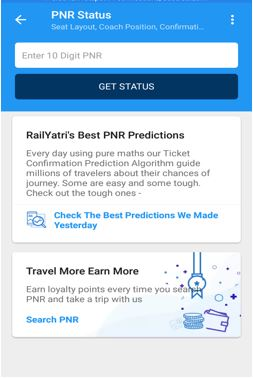 PNR Status
Seat Layout, Coach Position, Confirmati...
Enter 10 Digit PNR
GET STATUS
RailYatri's Best PNR Predictions
Every day using pure maths our Ticket
Confirmation Prediction Algorithm guide
millions of travelers about their chances of
journey. Some are easy and some tough.
Check out the tough ones -
Check The Best Predictions We Made
Yesterday
Travel More Earn More
Earn loyalty points every time you search
PNR and take a trip with us
Search PNR